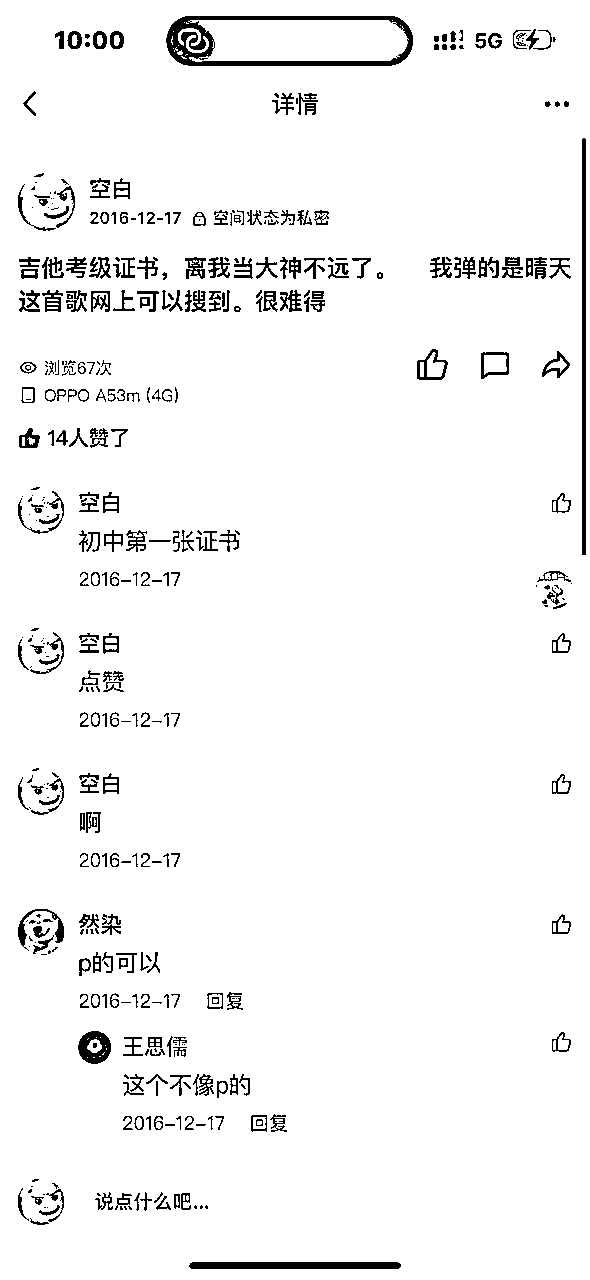 10:00 5G
详情
空白
2016-12-17 空间状态为私密
吉他考级证书，离我当大神不远了。 我弹的是晴天
这首歌网上可以搜到。很难得
浏览67次
OPPO A53m (4G)
14人赞了
空白
初中第一张证书
2016-12-17
空白
点赞
2016-12-17
空白
啊
2016-12-17
然染
p的可以
2016-12-17 回复
王思儒
这个不像p的
2016-12-17 回复
说点什么吧...